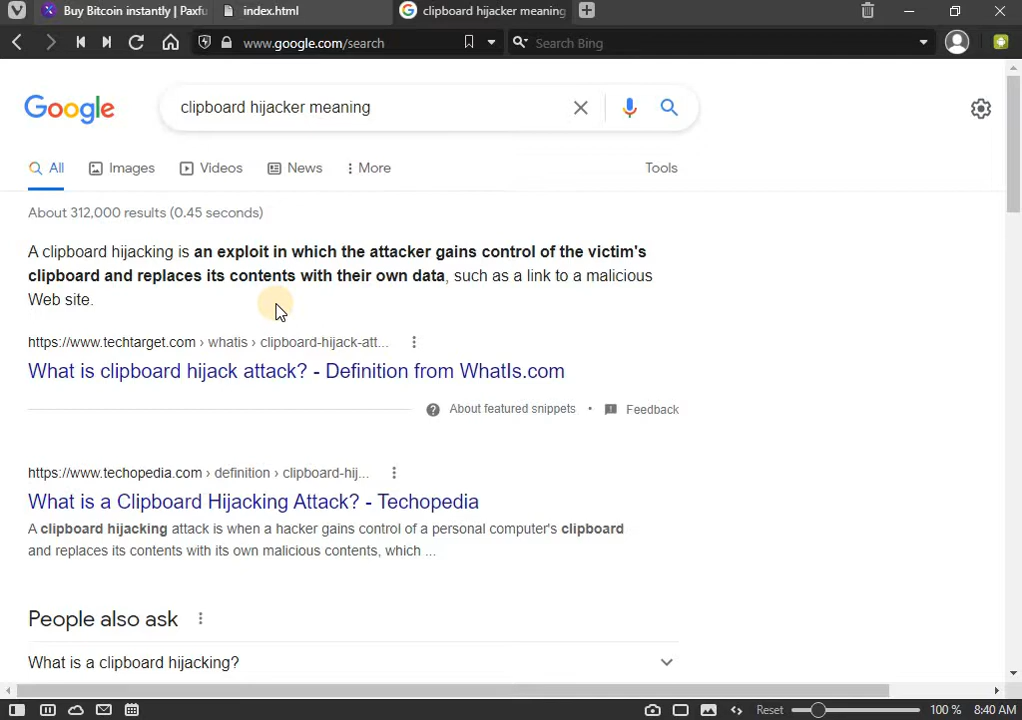 Buy Bitcoin instantly | Paxfu
index.html
clipboard hijacker meaning
www.google.com/search
Search Bing
Google
clipboard hijacker meaning
All
Images
Videos
News
More
Tools
About 312,000 results (0.45 seconds)
A clipboard hijacking is an exploit in which the attacker gains control of the victim's
clipboard and replaces its contents with their own data, such as a link to a malicious
Web site.
https://www.techtarget.com › whatis › clipboard-hijack-att...
What is clipboard hijack attack? - Definition from WhatIs.com
About featured snippets • Feedback
https://www.techopedia.com › definition › clipboard-hij...
What is a Clipboard Hijacking Attack? - Techopedia
A clipboard hijacking attack is when a hacker gains control of a personal computer's clipboard
and replaces its contents with its own malicious contents, which ...
People also ask
What is a clipboard hijacking?
Reset
100 %
8:40 AM